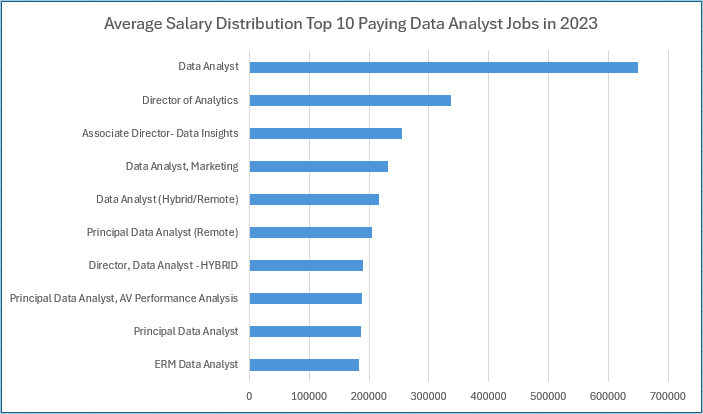 Average Salary Distribution Top 10 Paying Data Analyst Jobs in 2023
Data Analyst
Director of Analytics
Associate Director- Data Insights
Data Analyst, Marketing
Data Analyst (Hybrid/Remote)
Principal Data Analyst (Remote)
Director, Data Analyst - HYBRID
Principal Data Analyst, AV Performance Analysis
Principal Data Analyst
ERM Data Analyst
0 100000 200000 300000 400000 500000 600000 700000